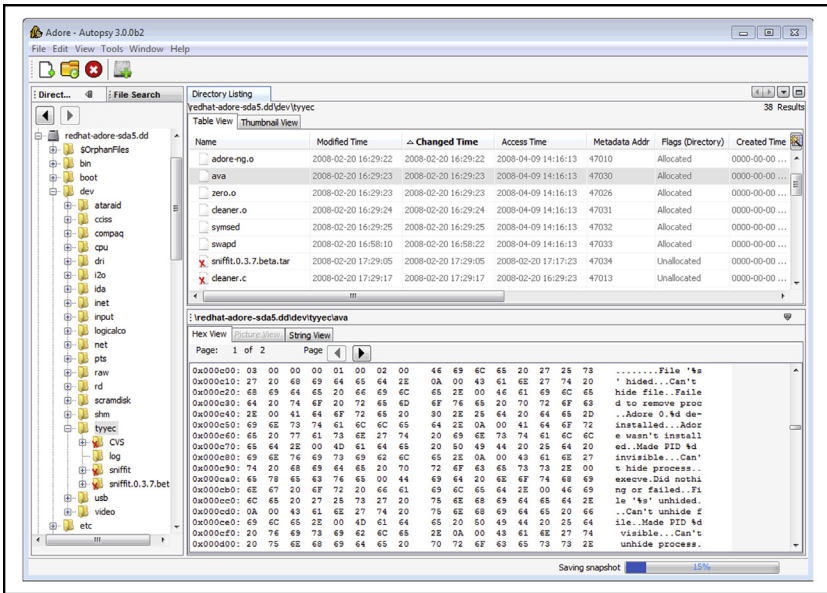 Adore - Autopsy 3.0.0b2
File Edit View Tools Window Help
Direct... File Search
Directory Listing
\redhat-adore-sda5.dd\dev\tyyec 38 Results
Table View Thumbnail View
Name Modified Time Changed Time Access Time Metadata Addr Flags (Directory) Created Time
adore-ng.o 2008-02-20 16:29:22 2008-02-20 16:29:22 2008-04-09 14:16:13 47010 Allocated 0000-00-00 ...
ava 2008-02-20 16:29:23 2008-02-20 16:29:23 2008-04-09 14:16:13 47030 Allocated 0000-00-00 ...
zero.o 2008-02-20 16:29:23 2008-02-20 16:29:23 2008-04-09 14:16:13 47026 Allocated 0000-00-00 ...
cleaner.o 2008-02-20 16:29:24 2008-02-20 16:29:24 2008-04-09 14:16:13 47031 Allocated 0000-00-00 ...
symsed 2008-02-20 16:29:25 2008-02-20 16:29:25 2008-04-09 14:16:13 47032 Allocated 0000-00-00 ...
swapd 2008-02-20 16:58:10 2008-02-20 16:58:22 2008-04-09 14:16:13 47033 Allocated 0000-00-00 ...
sniffit.0.3.7.beta.tar 2008-02-20 17:29:05 2008-02-20 17:29:05 2008-02-20 17:17:23 47034 Unallocated 0000-00-00 ...
cleaner.c 2008-02-20 17:29:17 2008-02-20 17:29:17 2008-02-20 16:29:23 47013 Unallocated 0000-00-00 ...
redhat-adore-sda5.dd
$OrphanFiles
bin
boot
dev
ataraid
cciss
compaq
cpu
dri
i2o
ida
inet
input
logicalco
net
pts
raw
rd
scramdisk
shm
tyyec
CVS
log
sniffit
sniffit.0.3.7.bet
usb
video
etc
\redhat-adore-sda5.dd\dev\tyyec\ava
Hex View Picture View String View
Page: 1 of 2 Page
0x000c00: 03 00 00 00 01 00 02 00 46 69 6C 65 20 27 25 73 ........File '%s
0x000c10: 27 20 68 69 64 65 64 2E 0A 00 43 61 6E 27 74 20 ' hided...Can't
0x000c20: 68 69 64 65 20 66 69 6C 65 2E 00 46 61 69 6C 65 hide file..Faile
0x000c30: 64 20 74 6F 20 72 65 6D 6F 76 65 20 70 72 6F 63 d to remove proc
0x000c40: 2E 00 41 64 6F 72 65 20 30 2E 25 64 20 64 65 2D ..Adore 0.%d de-
0x000c50: 69 6E 73 74 61 6C 6C 65 64 2E 0A 00 41 64 6F 72 installed...Ador
0x000c60: 65 20 77 61 73 6E 27 74 20 69 6E 73 74 61 6C 6C e wasn't install
0x000c70: 65 64 2E 00 4D 61 64 65 20 50 49 44 20 25 64 20 ed..Made PID %d
0x000c80: 69 6E 76 69 73 69 62 6C 65 2E 0A 00 43 61 6E 27 invisible...Can'
0x000c90: 74 20 68 69 64 65 20 70 72 6F 63 65 73 73 2E 00 t hide process..
0x000ca0: 65 78 65 63 76 65 00 44 69 64 20 6E 6F 74 68 69 execve.Did nothi
0x000cb0: 6E 67 20 6F 72 20 66 61 69 6C 65 64 2E 00 46 69 ng or failed..Fi
0x000cc0: 6C 65 20 27 25 73 27 20 75 6E 68 69 64 65 64 2E le '%s' unhided.
0x000cd0: 0A 00 43 61 6E 27 74 20 75 6E 68 69 64 65 20 66 ..Can't unhide f
0x000ce0: 69 6C 65 2E 00 4D 61 64 65 20 50 49 44 20 25 64 ile..Made PID %d
0x000cf0: 20 76 69 73 69 62 6C 65 2E 0A 00 43 61 6E 27 74 visible...Can't
0x000d00: 20 75 6E 68 69 64 65 20 70 72 6F 63 65 73 73 2E unhide process.
Saving snapshot 15%